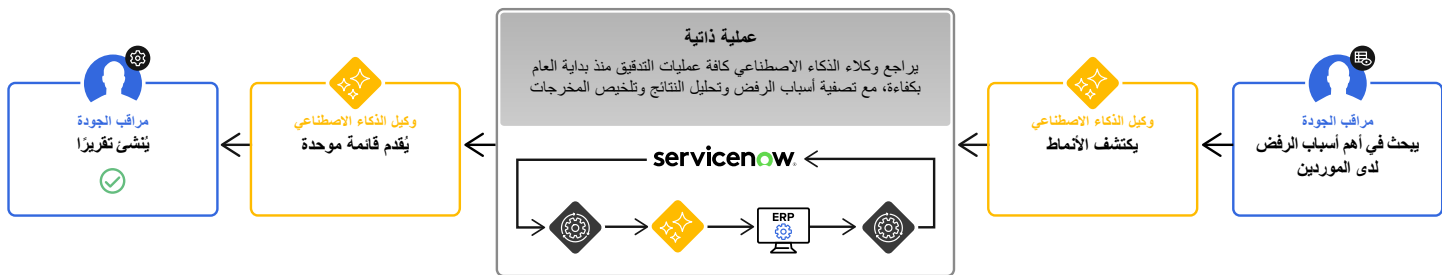 مراقب الجودة
يبحث في أهم أسباب الرفض
لدى الموردين
وكيل الذكاء الاصطناعي
يكتشف الأنماط
عملية ذاتية
يراجع وكلاء الذكاء الاصطناعي كافة عمليات التدقيق منذ بداية العام
بكفاءة، مع تصفية أسباب الرفض وتحليل النتائج وتلخيص المخرجات
servicenow
ERP
وكيل الذكاء الاصطناعي
يُقدم قائمة موحدة
مراقب الجودة
يُنشئ تقريرًا